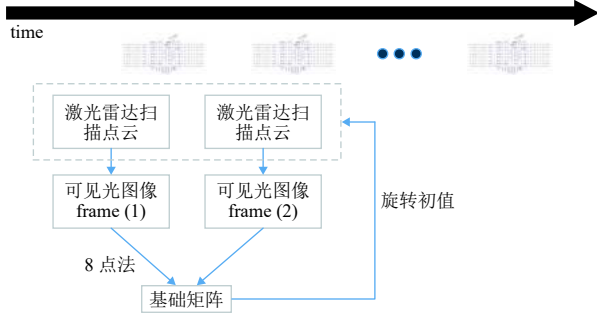 time
激光雷达扫
描点云
激光雷达扫
描点云
可见光图像
frame (1)
可见光图像
frame (2)
旋转初值
8 点法
基础矩阵